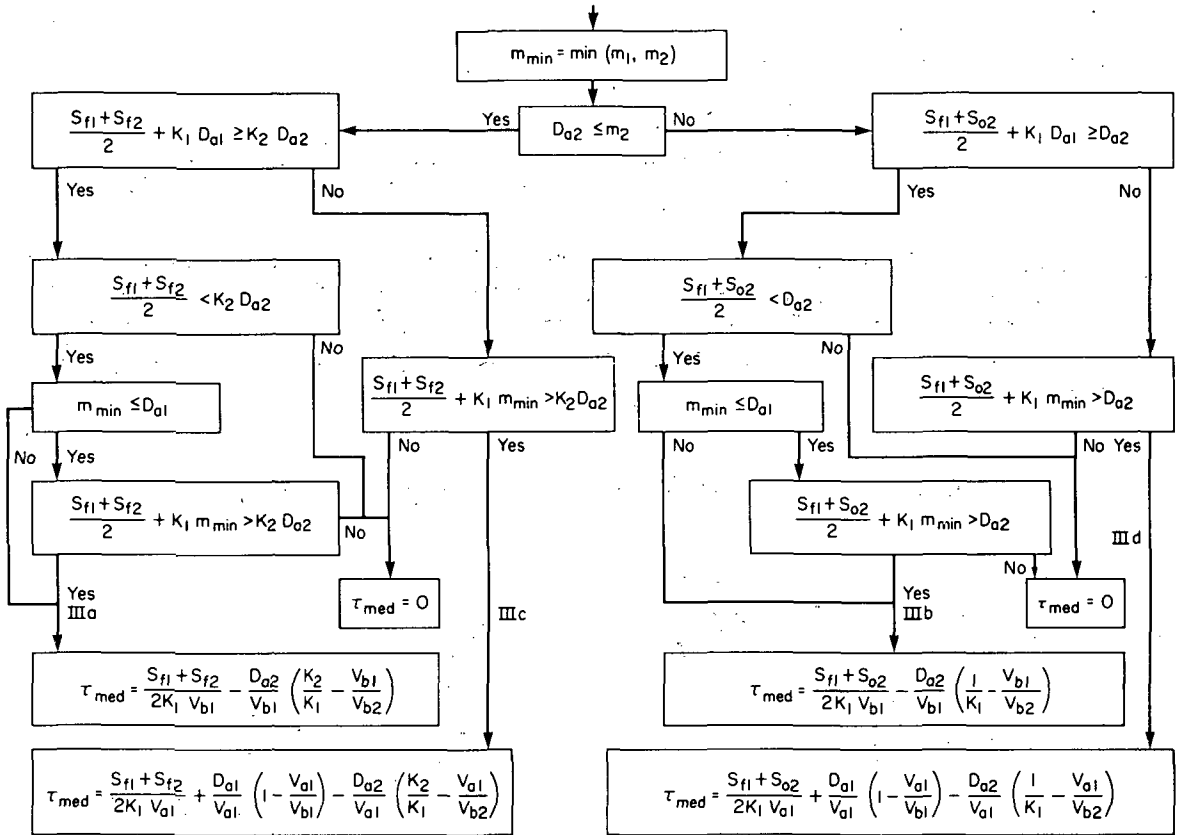 m_min = min (m_1, m_2)
D_a2 ≤ m_2
Yes
No
(S_f1 + S_f2)/2 + K_1 D_a1 ≥ K_2 D_a2
Yes
No
(S_f1 + S_o2)/2 + K_1 D_a1 ≥ D_a2
Yes
No
(S_f1 + S_f2)/2 < K_2 D_a2
Yes
No
(S_f1 + S_o2)/2 < D_a2
Yes
No
m_min ≤ D_a1
No
Yes
(S_f1 + S_f2)/2 + K_1 m_min > K_2 D_a2
No
Yes
m_min ≤ D_a1
No
Yes
(S_f1 + S_o2)/2 + K_1 m_min > D_a2
No
Yes
(S_f1 + S_f2)/2 + K_1 m_min > K_2 D_a2
No
Yes
IIIa
τ_med = 0
IIIc
(S_f1 + S_o2)/2 + K_1 m_min > D_a2
No
Yes
IIIb
τ_med = 0
IIId
τ_med = (S_f1 + S_f2)/(2K_1 V_b1) − D_a2/V_b1 (K_2/K_1 − V_b1/V_b2)
τ_med = (S_f1 + S_o2)/(2K_1 V_b1) − D_a2/V_b1 (1/K_1 − V_b1/V_b2)
τ_med = (S_f1 + S_f2)/(2K_1 V_a1) + D_a1/V_a1 (1 − V_a1/V_b1) − D_a2/V_a1 (K_2/K_1 − V_a1/V_b2)
τ_med = (S_f1 + S_o2)/(2K_1 V_a1) + D_a1/V_a1 (1 − V_a1/V_b1) − D_a2/V_a1 (1/K_1 − V_a1/V_b2)